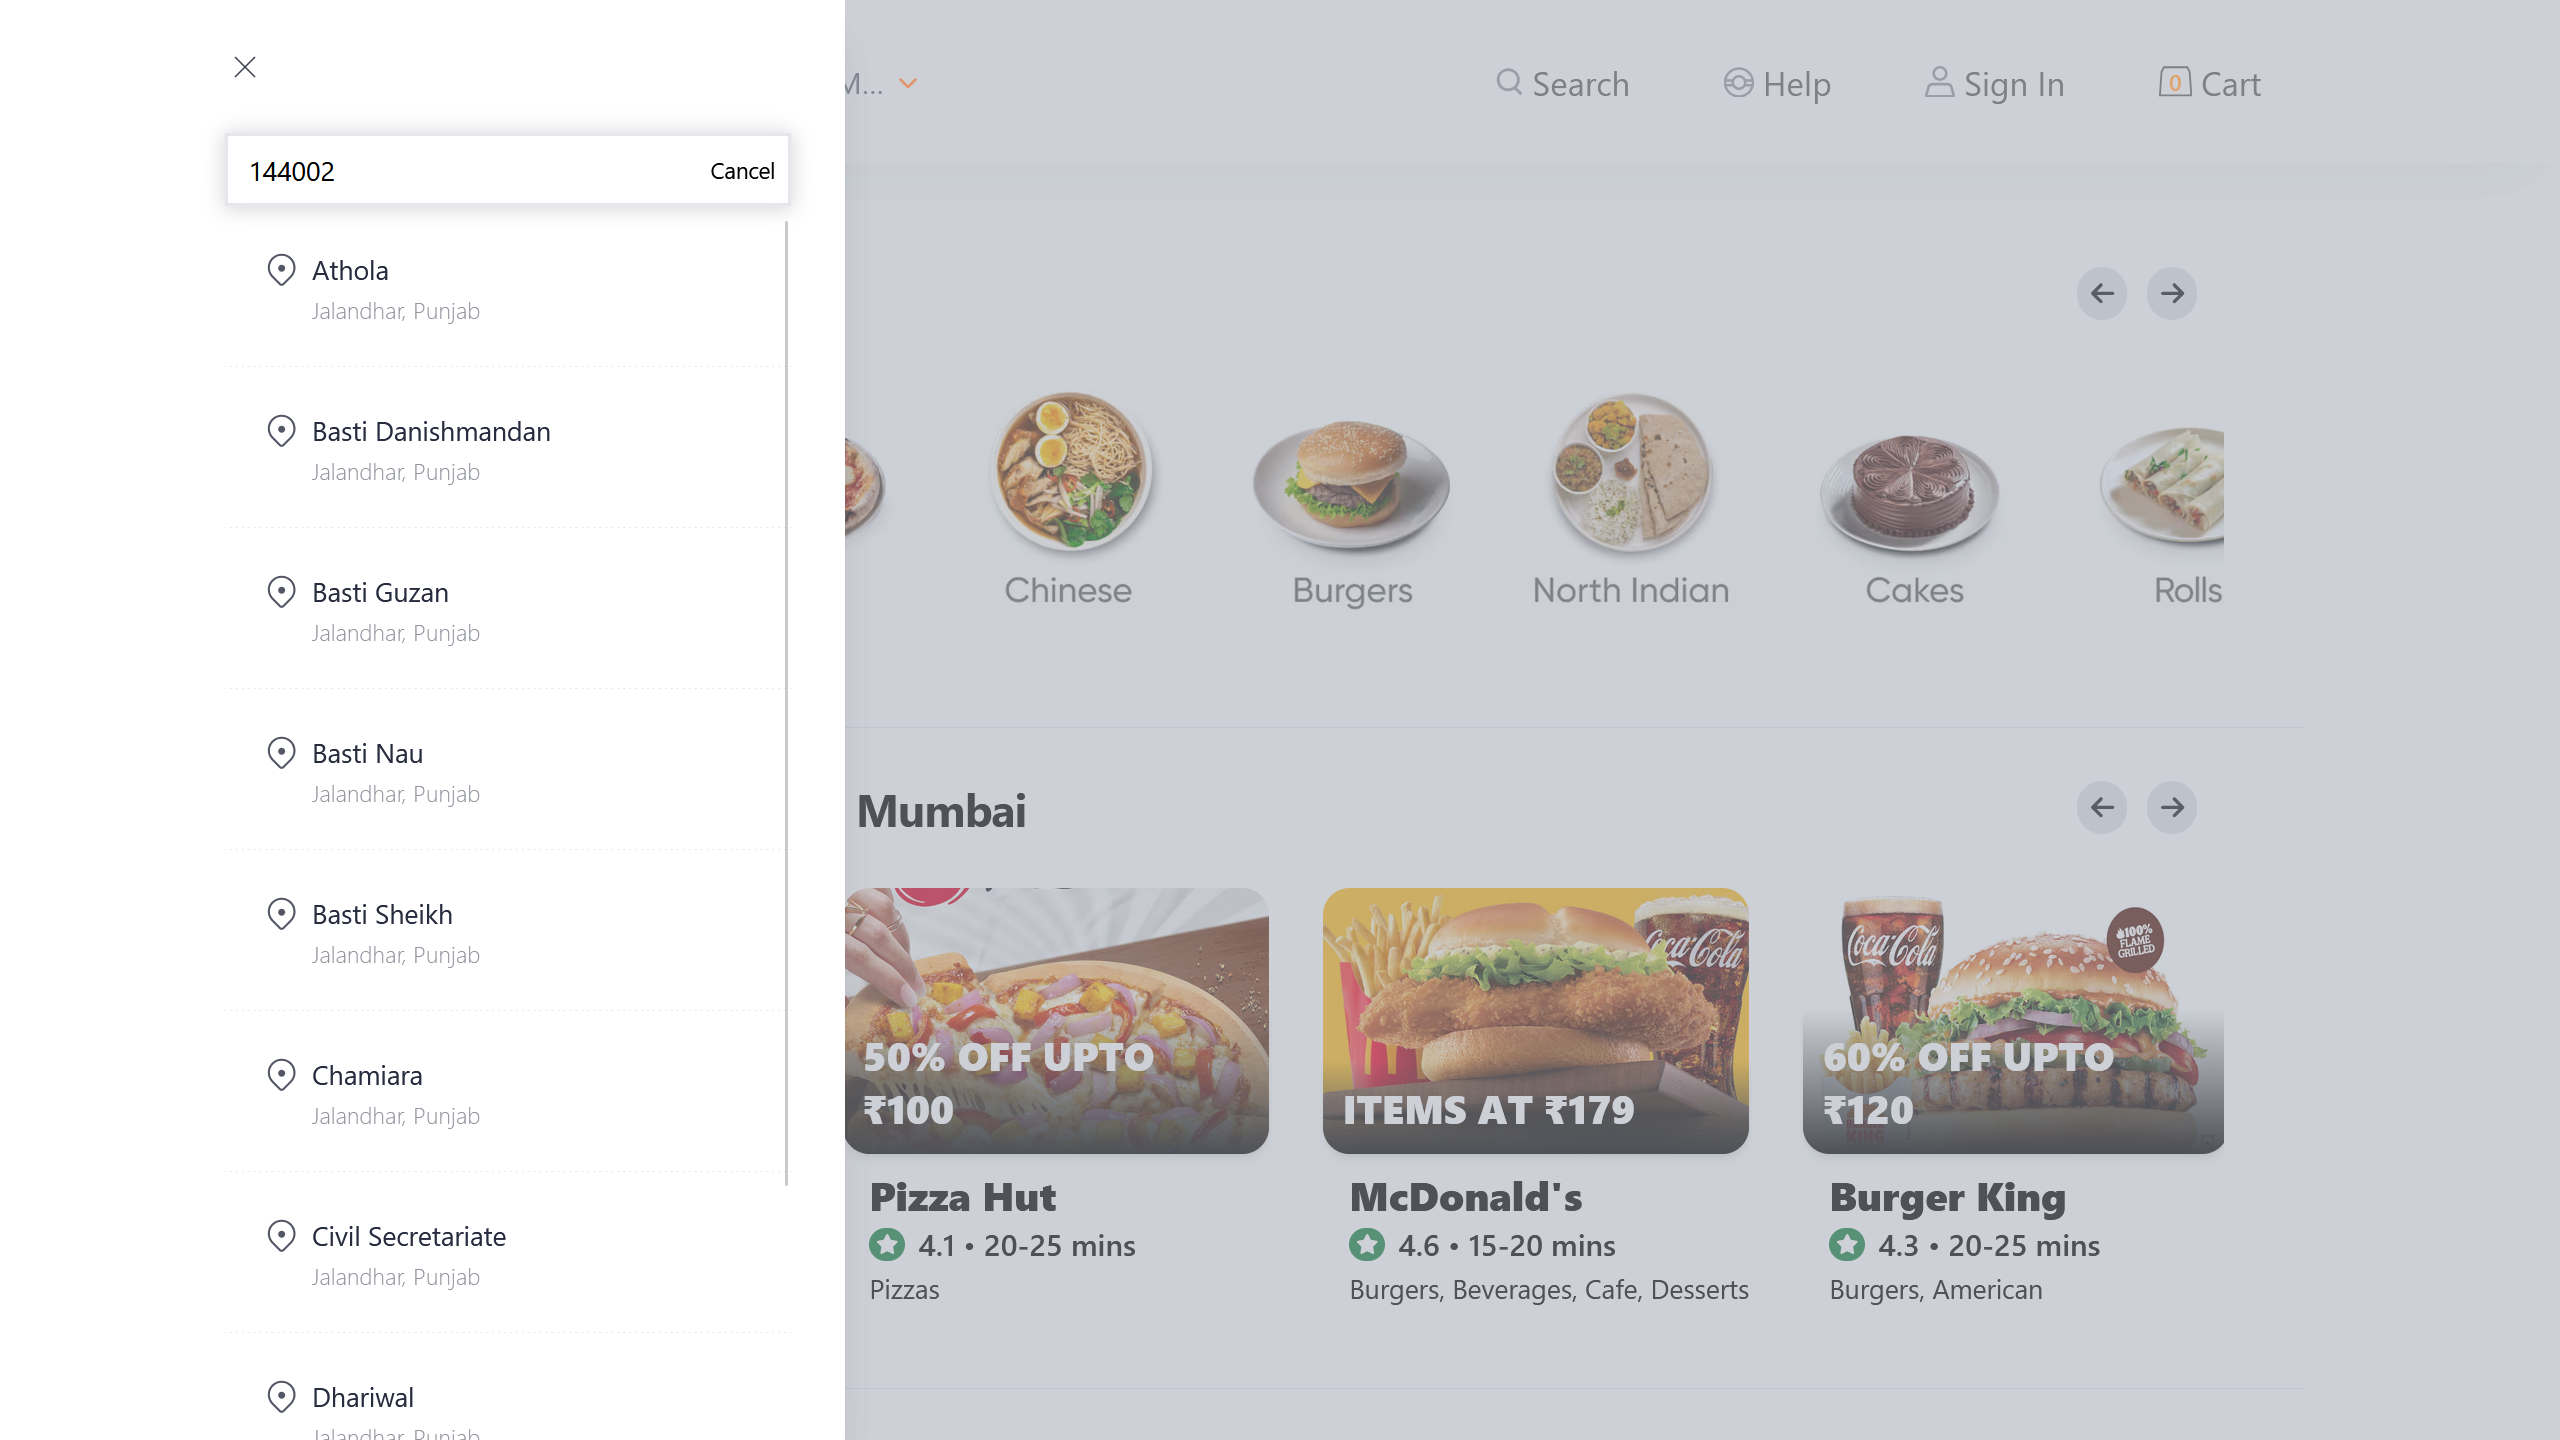 M...
Search
Help
Sign In
0
Cart
144002
Cancel
Athola
Jalandhar, Punjab
Basti Danishmandan
Jalandhar, Punjab
Basti Guzan
Jalandhar, Punjab
Basti Nau
Jalandhar, Punjab
Basti Sheikh
Jalandhar, Punjab
Chamiara
Jalandhar, Punjab
Civil Secretariate
Jalandhar, Punjab
Dhariwal
Jalandhar, Punjab
Chinese
Burgers
North Indian
Cakes
Rolls
Mumbai
50% OFF UPTO
₹100
Pizza Hut
4.1 • 20-25 mins
Pizzas
Coca-Cola
ITEMS AT ₹179
McDonald's
4.6 • 15-20 mins
Burgers, Beverages, Cafe, Desserts
Coca-Cola
100%
FLAME
GRILLED
60% OFF UPTO
₹120
KING
Burger King
4.3 • 20-25 mins
Burgers, American